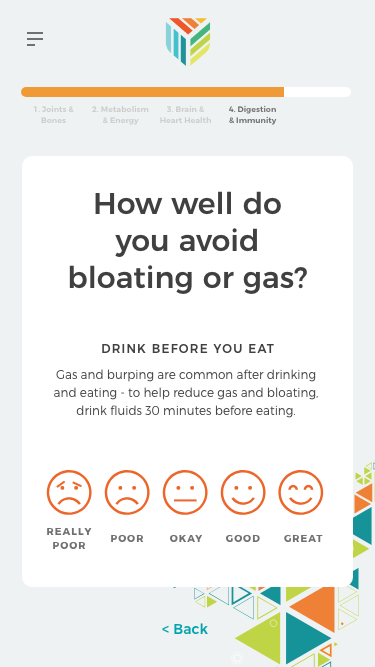 1. Joints & Bones
2. Metabolism & Energy
3. Brain & Heart Health
4. Digestion & Immunity
How well do
you avoid
bloating or gas?
DRINK BEFORE YOU EAT
Gas and burping are common after drinking
and eating - to help reduce gas and bloating,
drink fluids 30 minutes before eating.
REALLY POOR
POOR
OKAY
GOOD
GREAT
< Back